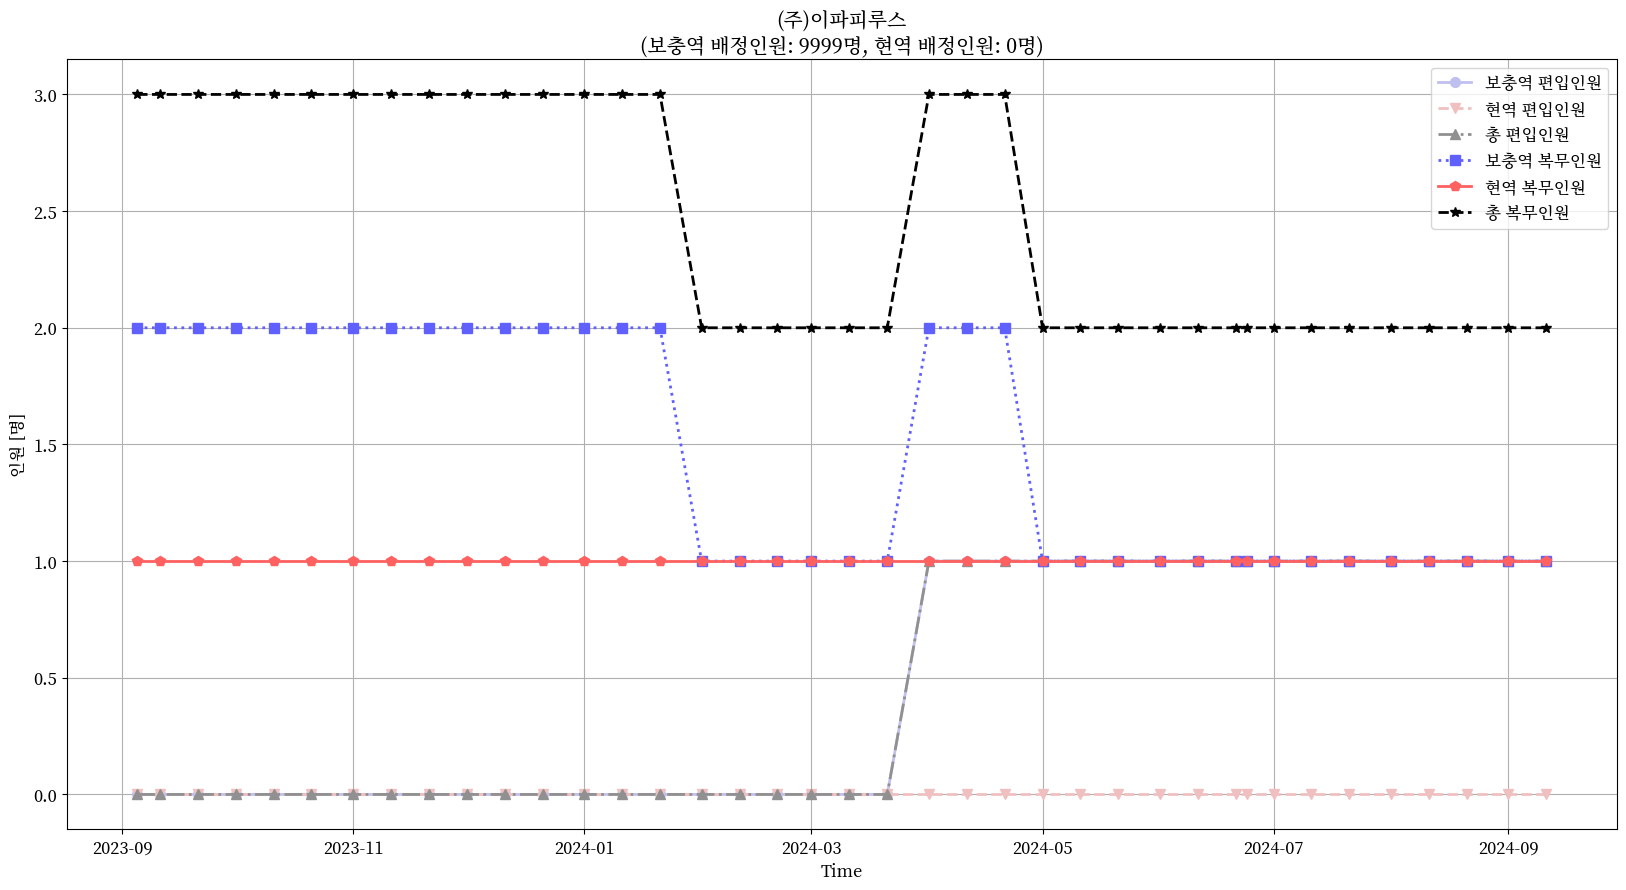 (주)이파피루스
(보충역 배정인원: 9999명, 현역 배정인원: 0명)
보충역 편입인원
현역 편입인원
총 편입인원
보충역 복무인원
현역 복무인원
총 복무인원
인원 [명]
3.0
2.5
2.0
1.5
1.0
0.5
0.0
2023-09
2023-11
2024-01
2024-03
2024-05
2024-07
2024-09
Time